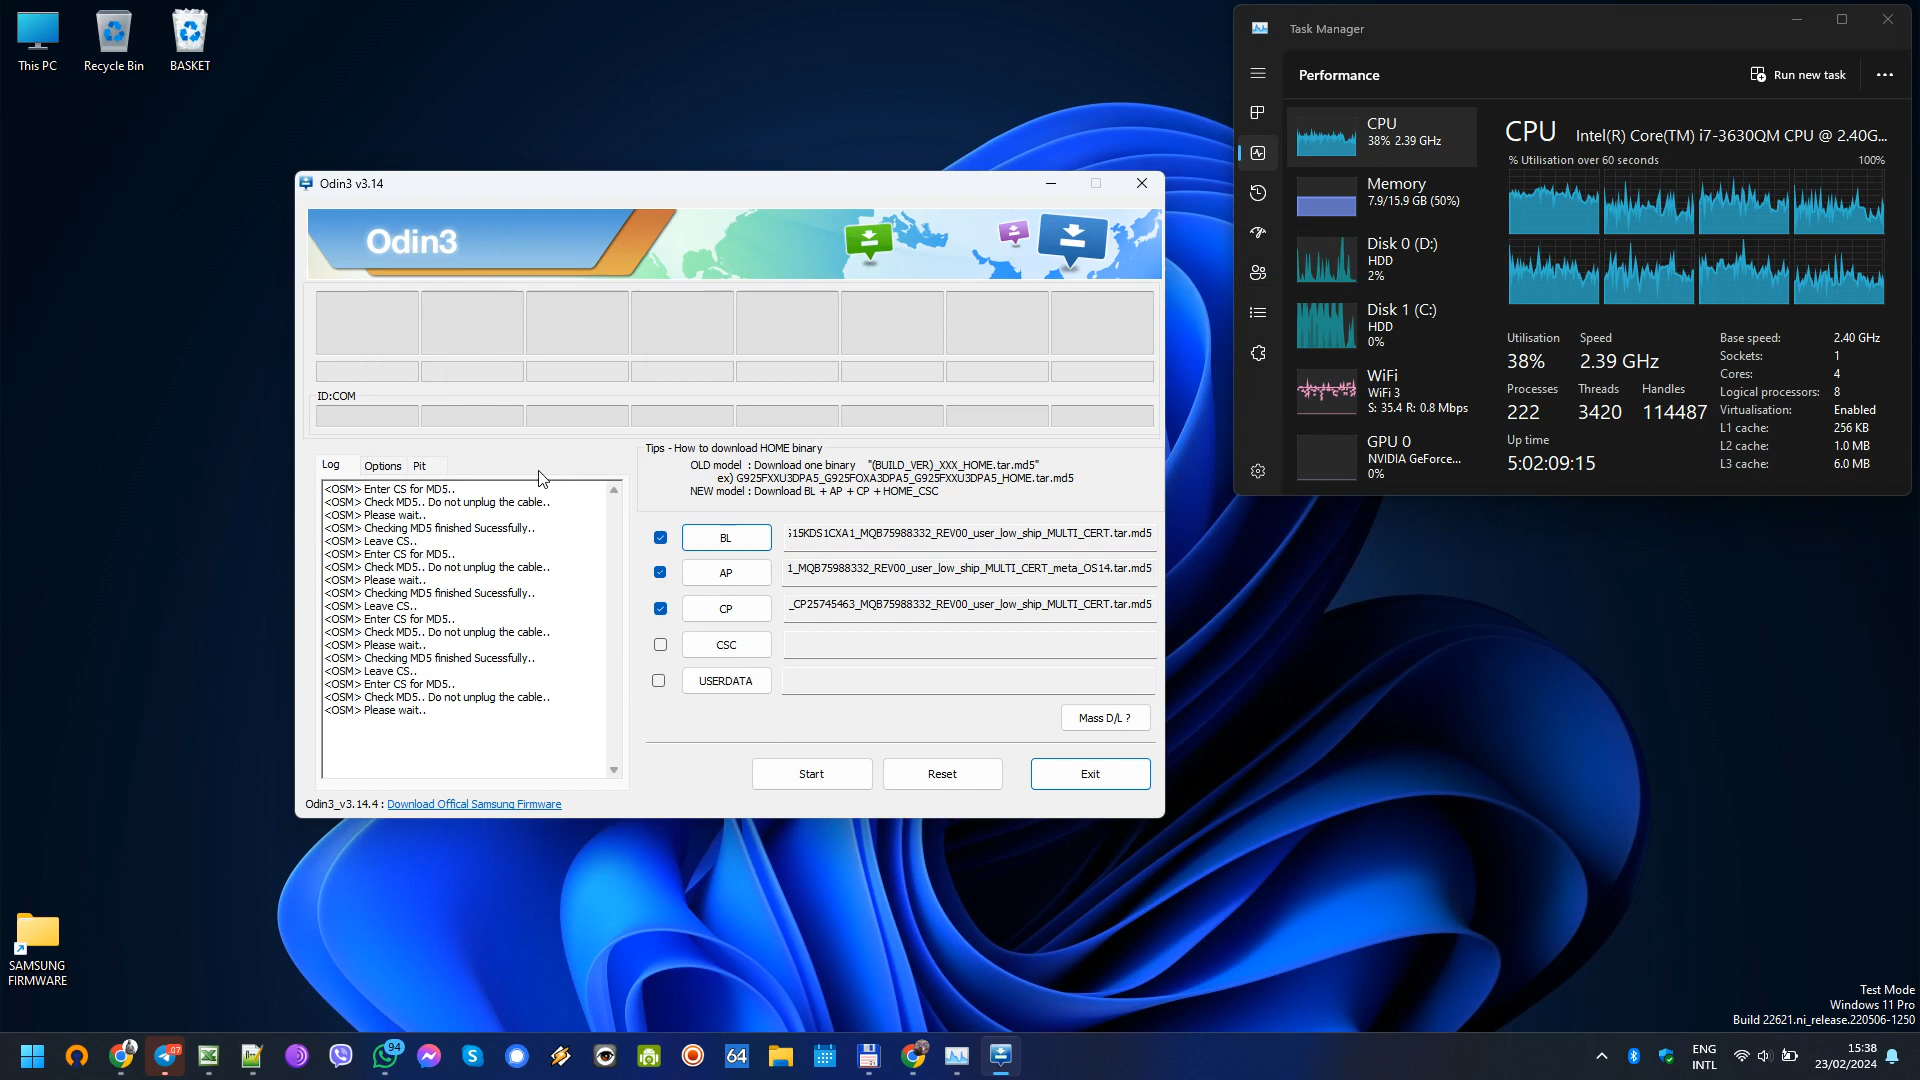 This PC
Recycle Bin
BASKET
Odin3 v3.14
Odin3
ID:COM
Log
Options
Pit
<OSM> Enter CS for MD5..
<OSM> Check MD5.. Do not unplug the cable..
<OSM> Please wait..
<OSM> Checking MD5 finished Sucessfully..
<OSM> Leave CS..
<OSM> Enter CS for MD5..
<OSM> Check MD5.. Do not unplug the cable..
<OSM> Please wait..
<OSM> Checking MD5 finished Sucessfully..
<OSM> Leave CS..
<OSM> Enter CS for MD5..
<OSM> Check MD5.. Do not unplug the cable..
<OSM> Please wait..
<OSM> Checking MD5 finished Sucessfully..
<OSM> Leave CS..
<OSM> Enter CS for MD5..
<OSM> Check MD5.. Do not unplug the cable..
<OSM> Please wait..
Tips - How to download HOME binary
OLD model : Download one binary "(BUILD_VER)_XXX_HOME.tar.md5"
ex) G925FXXU3DPA5_G925FOXA3DPA5_G925FXXU3DPA5_HOME.tar.md5
NEW model : Download BL + AP + CP + HOME_CSC
BL
;15KDS1CXA1_MQB75988332_REV00_user_low_ship_MULTI_CERT.tar.md5
AP
1_MQB75988332_REV00_user_low_ship_MULTI_CERT_meta_OS14.tar.md5
CP
_CP25745463_MQB75988332_REV00_user_low_ship_MULTI_CERT.tar.md5
CSC
USERDATA
Mass D/L ?
Start
Reset
Exit
Odin3_v3.14.4 : Download Offical Samsung Firmware
Task Manager
Performance
Run new task
CPU
38% 2.39 GHz
Memory
7.9/15.9 GB (50%)
Disk 0 (D:)
HDD
2%
Disk 1 (C:)
HDD
0%
WiFi
WiFi 3
S: 35.4 R: 0.8 Mbps
GPU 0
NVIDIA GeForce...
0%
CPU Intel(R) Core(TM) i7-3630QM CPU @ 2.40G...
% Utilisation over 60 seconds 100%
Utilisation Speed
38% 2.39 GHz
Processes Threads Handles
222 3420 114487
Up time
5:02:09:15
Base speed: 2.40 GHz
Sockets: 1
Cores: 4
Logical processors: 8
Virtualisation: Enabled
L1 cache: 256 KB
L2 cache: 1.0 MB
L3 cache: 6.0 MB
SAMSUNG
FIRMWARE
Test Mode
Windows 11 Pro
Build 22621.ni_release.220506-1250
94
64
ENG
INTL
15:38
23/02/2024